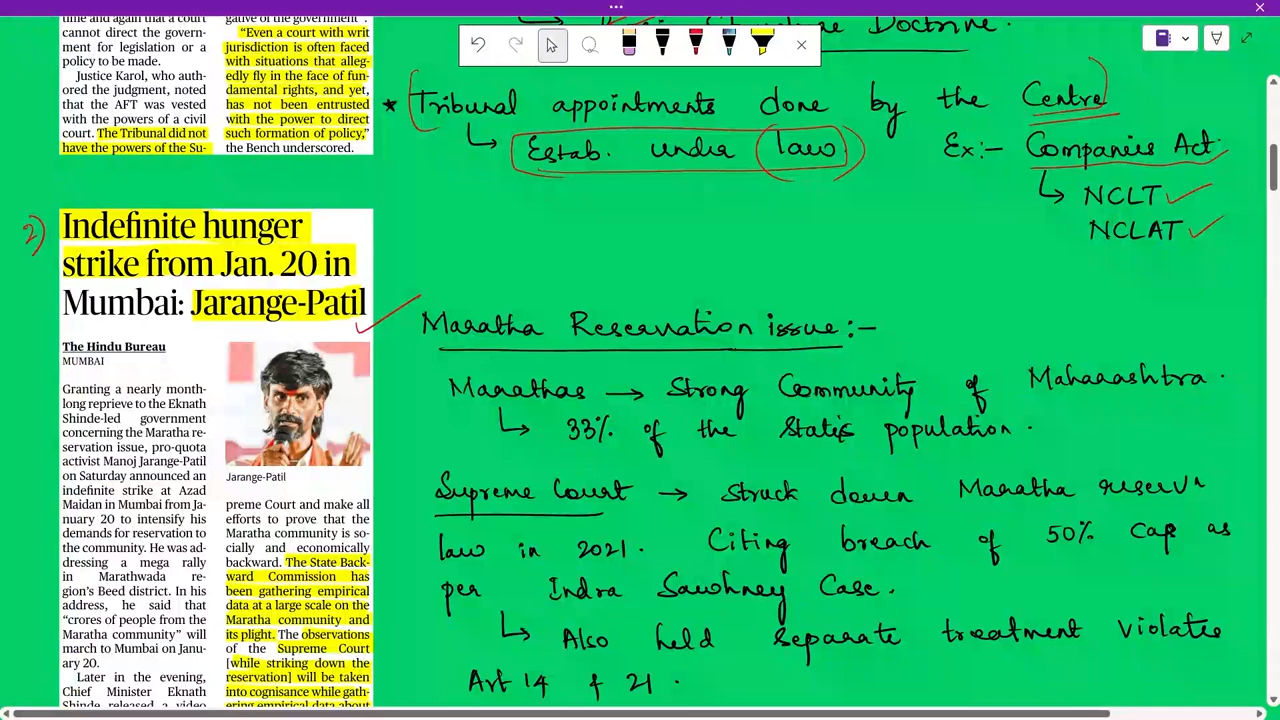 time and again that a court
cannot direct the govern-
ment for legislation or a
policy to be made.
Justice Karol, who auth-
ored the judgment, noted
that the AFT was vested
with the powers of a civil
court. The Tribunal did not
have the powers of the Su-
gative of the government".
"Even a court with writ
jurisdiction is often faced
with situations that alleg-
edly fly in the face of fun-
damental rights, and yet,
has not been entrusted
with the power to direct
such formation of policy,"
the Bench underscored.
Doctrine.
★ Tribunal appointments done by the Centre
↳ Estab. under law. Ex:- Companies Act.
↳ NCLT ✓
NCLAT ✓
2)
Indefinite hunger
strike from Jan. 20 in
Mumbai: Jarange-Patil
The Hindu Bureau
MUMBAI
Granting a nearly month-
long reprieve to the Eknath
Shinde-led government
concerning the Maratha re-
servation issue, pro-quota
activist Manoj Jarange-Patil
on Saturday announced an
indefinite strike at Azad
Maidan in Mumbai from Ja-
nuary 20 to intensify his
demands for reservation to
the community. He was ad-
dressing a mega rally
in Marathwada re-
gion's Beed district. In his
address, he said that
"crores of people from the
Maratha community" will
march to Mumbai on Janu-
ary 20.
Later in the evening,
Chief Minister Eknath
Shinde released a video
Jarange-Patil
preme Court and make all
efforts to prove that the
Maratha community is so-
cially and economically
backward. The State Back-
ward Commission has
been gathering empirical
data at a large scale on the
Maratha community and
its plight. The observations
of the Supreme Court
[while striking down the
reservation] will be taken
into cognisance while gath-
ering empirical data about
Maratha Reservation issue :-
Marathas → Strong Community of Maharashtra.
↳ 33% of the State's population.
Supreme Court → Struck down Maratha reserv
law in 2021. Citing breach of 50% cap as
per Indra Sawhney Case.
↳ Also held separate treatment violates
Art 14 & 21.